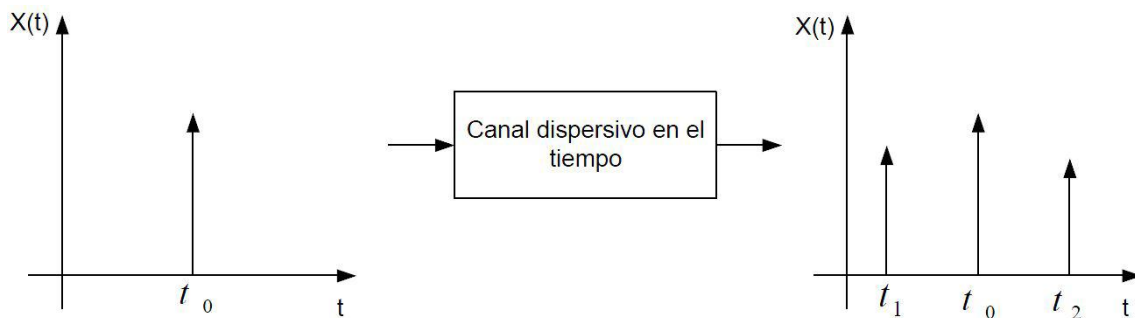 X(t)
t 0
t
Canal dispersivo en el
tiempo
X(t)
t 1
t 0
t 2
t